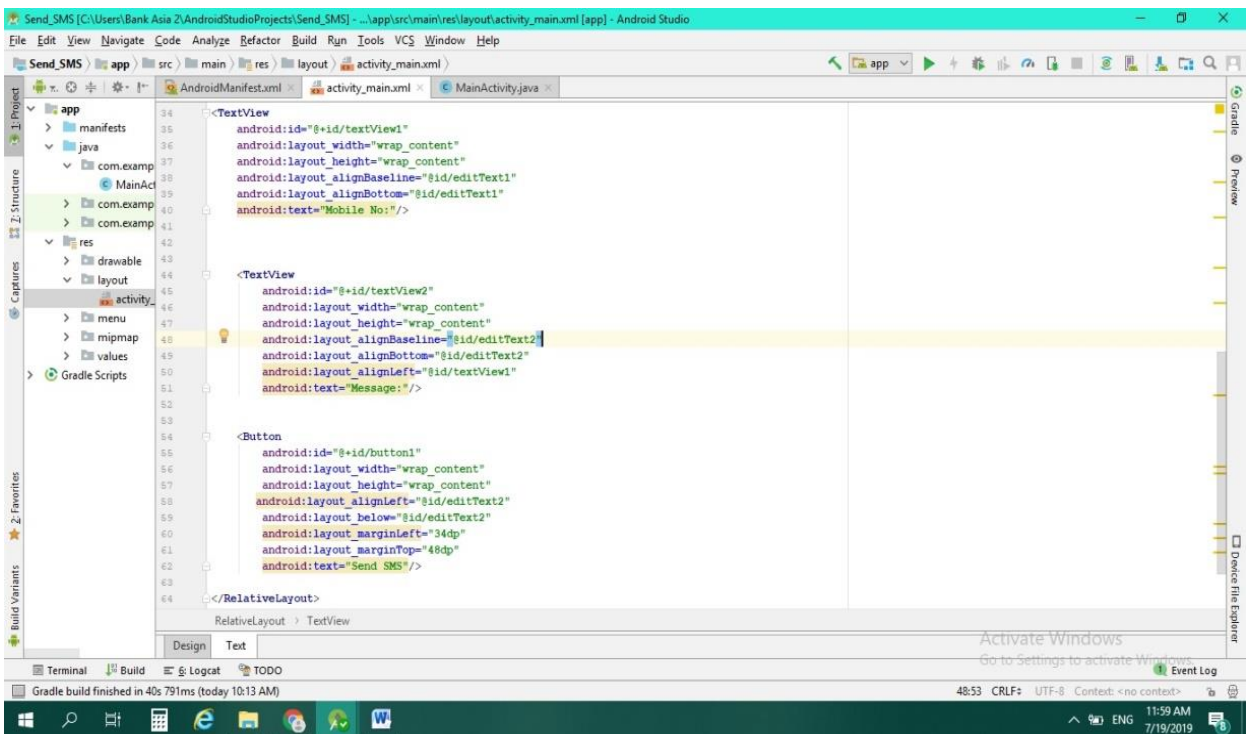 Send_SMS [C:\Users\Bank Asia 2\AndroidStudioProjects\Send_SMS] - ...\app\src\main\res\layout\activity_main.xml [app] - Android Studio
File Edit View Navigate Code Analyze Refactor Build Run Tools VCS Window Help
Send_SMS app src main res layout activity_main.xml app
AndroidManifest.xml activity_main.xml MainActivity.java
1: Project
Z: Structure
Captures
2: Favorites
Build Variants
app
manifests
java
com.examp
MainAct
com.examp
com.examp
res
drawable
layout
activity_
menu
mipmap
values
Gradle Scripts
34 <TextView
35 android:id="@+id/textView1"
36 android:layout_width="wrap_content"
37 android:layout_height="wrap_content"
38 android:layout_alignBaseline="@id/editText1"
39 android:layout_alignBottom="@id/editText1"
40 android:text="Mobile No:"/>
41
42
43
44 <TextView
45 android:id="@+id/textView2"
46 android:layout_width="wrap_content"
47 android:layout_height="wrap_content"
48 android:layout_alignBaseline="@id/editText2"
49 android:layout_alignBottom="@id/editText2"
50 android:layout_alignLeft="@id/textView1"
51 android:text="Message:"/>
52
53
54 <Button
55 android:id="@+id/button1"
56 android:layout_width="wrap_content"
57 android:layout_height="wrap_content"
58 android:layout_alignLeft="@id/editText2"
59 android:layout_below="@id/editText2"
60 android:layout_marginLeft="34dp"
61 android:layout_marginTop="48dp"
62 android:text="Send SMS"/>
63
64 </RelativeLayout>
RelativeLayout > TextView
Design Text
Gradle
Preview
Device File Explorer
Activate Windows
Go to Settings to activate Windows.
Terminal Build 6: Logcat TODO 1 Event Log
Gradle build finished in 40s 791ms (today 10:13 AM) 48:53 CRLF UTF-8 Context: <no context>
ENG 11:59 AM
7/19/2019 8